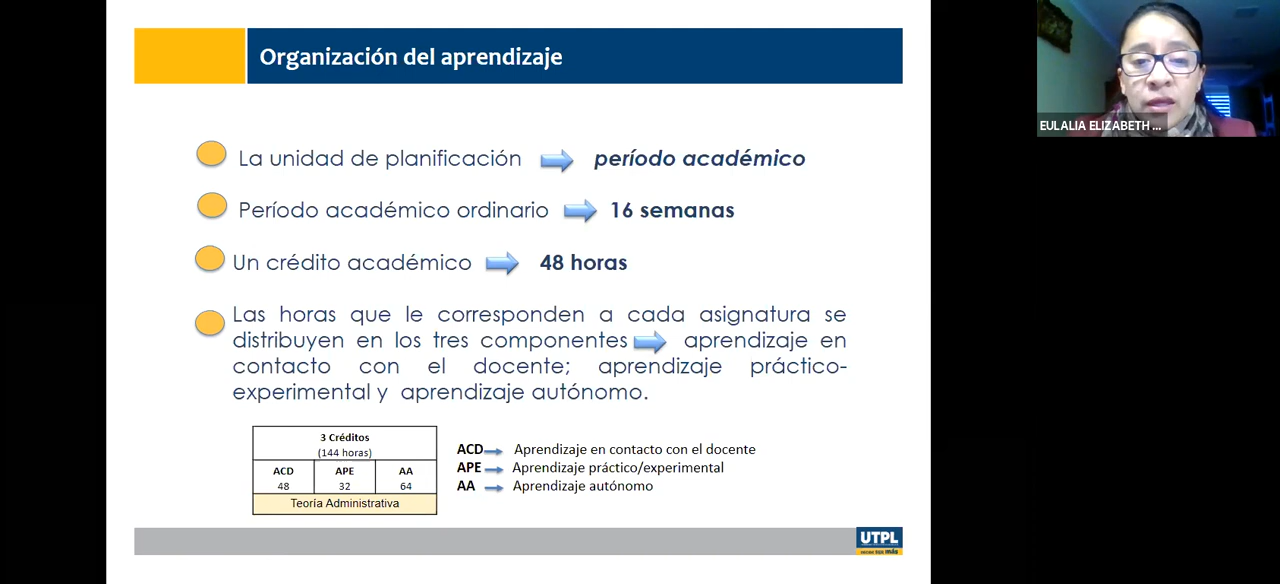 Organización del aprendizaje
EULALIA ELIZABETH ...
La unidad de planificación período académico
Período académico ordinario 16 semanas
Un crédito académico 48 horas
Las horas que le corresponden a cada asignatura se
distribuyen en los tres componentes aprendizaje en
contacto con el docente; aprendizaje práctico-
experimental y aprendizaje autónomo.
3 Créditos
(144 horas)
ACD APE AA
48 32 64
Teoría Administrativa
ACD Aprendizaje en contacto con el docente
APE Aprendizaje práctico/experimental
AA Aprendizaje autónomo
UTPL